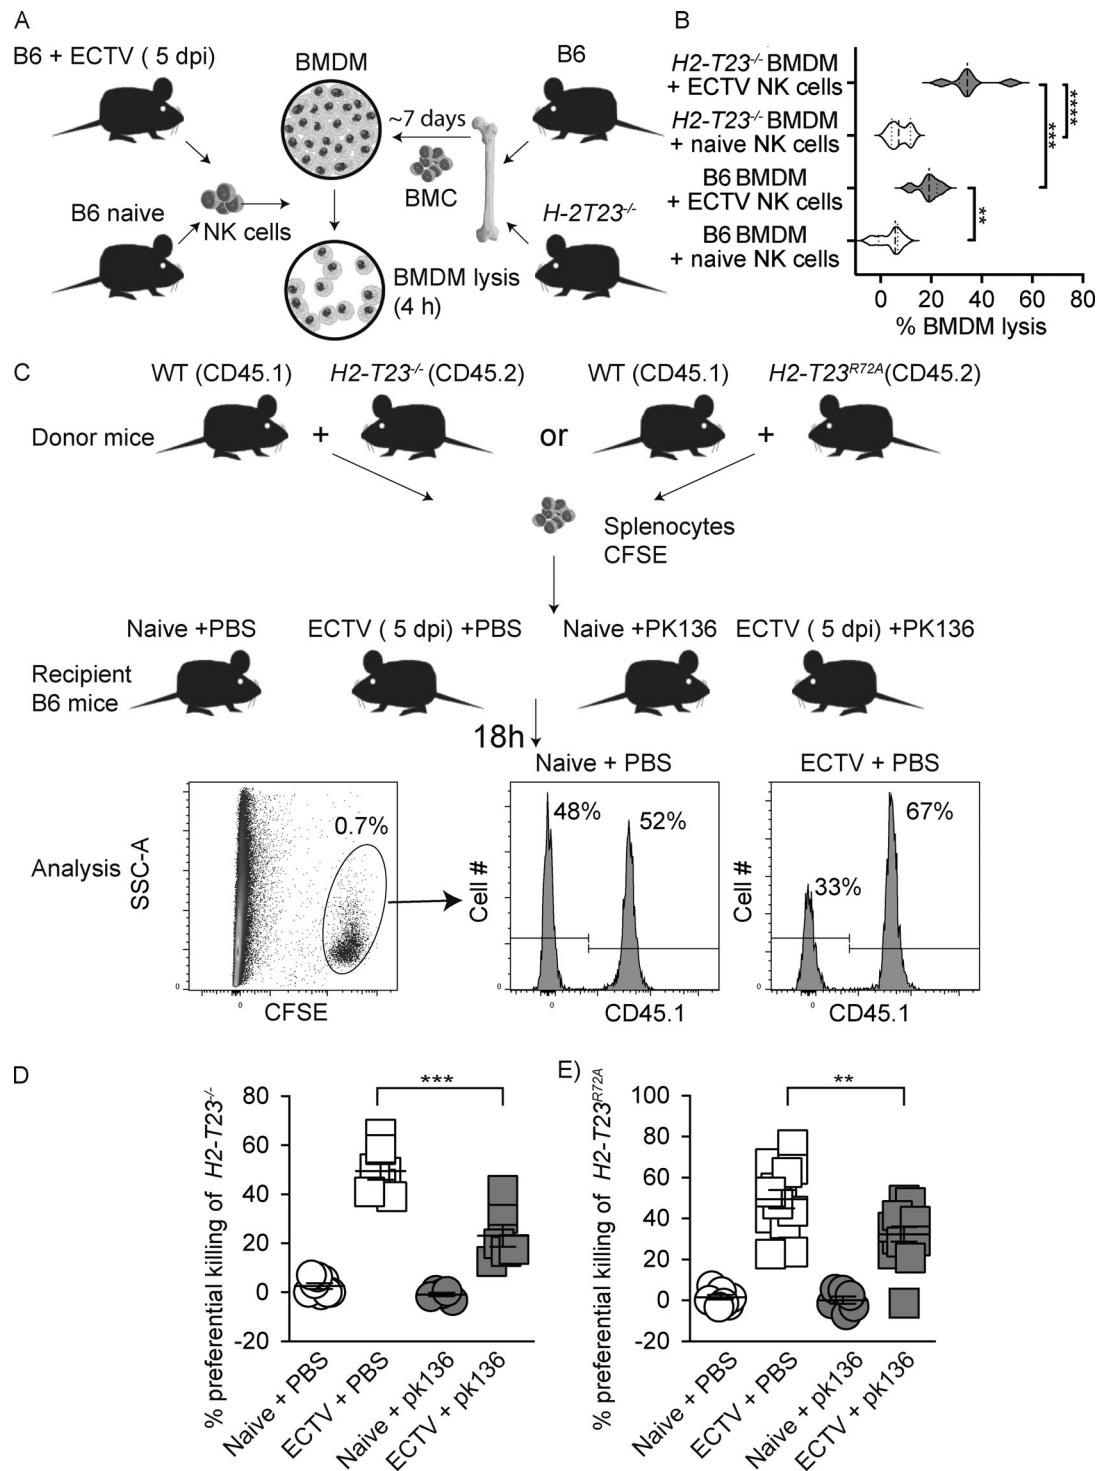 A
B6 + ECTV ( 5 dpi)
BMDM
B6
~7 days
BMC
B6 naive
NK cells
H-2T23-/-
BMDM lysis
(4 h)
B
H2-T23-/- BMDM
+ ECTV NK cells
H2-T23-/- BMDM
+ naive NK cells
B6 BMDM
+ ECTV NK cells
B6 BMDM
+ naive NK cells
****
***
**
0 20 40 60 80
% BMDM lysis
C
WT (CD45.1)
H2-T23-/- (CD45.2)
WT (CD45.1)
H2-T23R72A(CD45.2)
Donor mice
+
or
+
Splenocytes
CFSE
Naive +PBS
ECTV ( 5 dpi) +PBS
Naive +PK136
ECTV ( 5 dpi) +PK136
Recipient
B6 mice
18h
Analysis
SSC-A
0.7%
0
0
CFSE
Naive + PBS
Cell #
48%
52%
0
0
CD45.1
ECTV + PBS
Cell #
33%
67%
0
0
CD45.1
D
% preferential killing of H2-T23-/-
80
60
40
20
0
-20
***
Naive + PBS
ECTV + PBS
Naive + pk136
ECTV + pk136
E)
% preferential killing of H2-T23R72A
100
80
60
40
20
0
-20
**
Naive + PBS
ECTV + PBS
Naive + pk136
ECTV + pk136